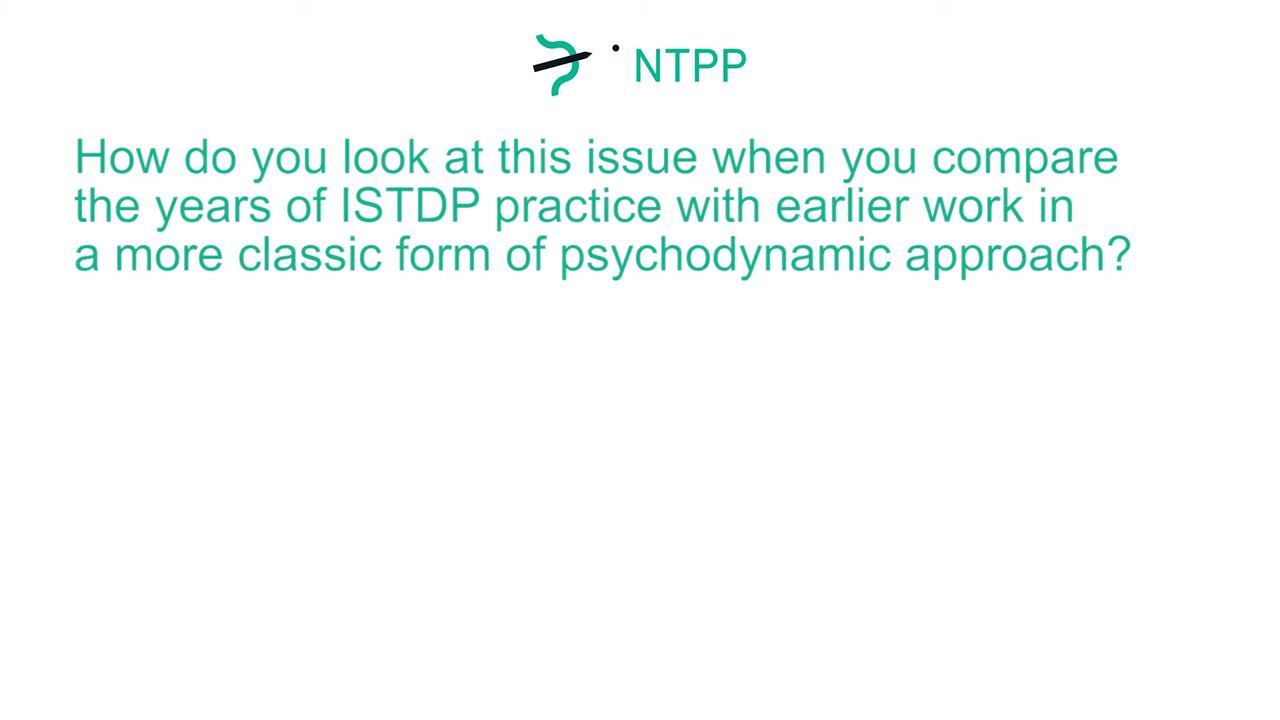 NTPP
How do you look at this issue when you compare
the years of ISTDP practice with earlier work in
a more classic form of psychodynamic approach?